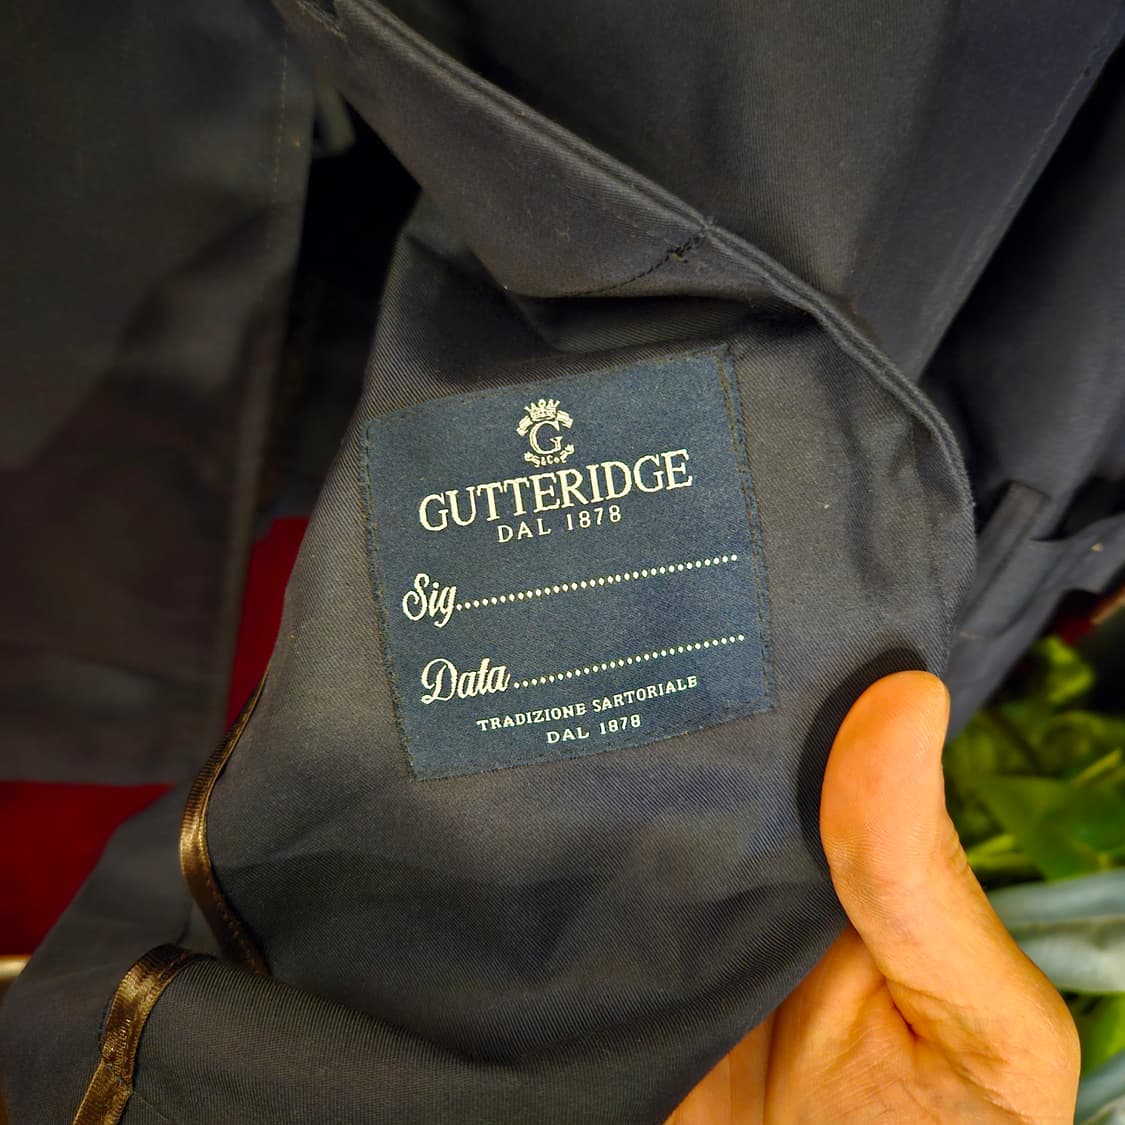 G
& Co
GUTTERIDGE
DAL 1878
Sig..........................................
Data..................................
TRADIZIONE SARTORIALE
DAL 1878